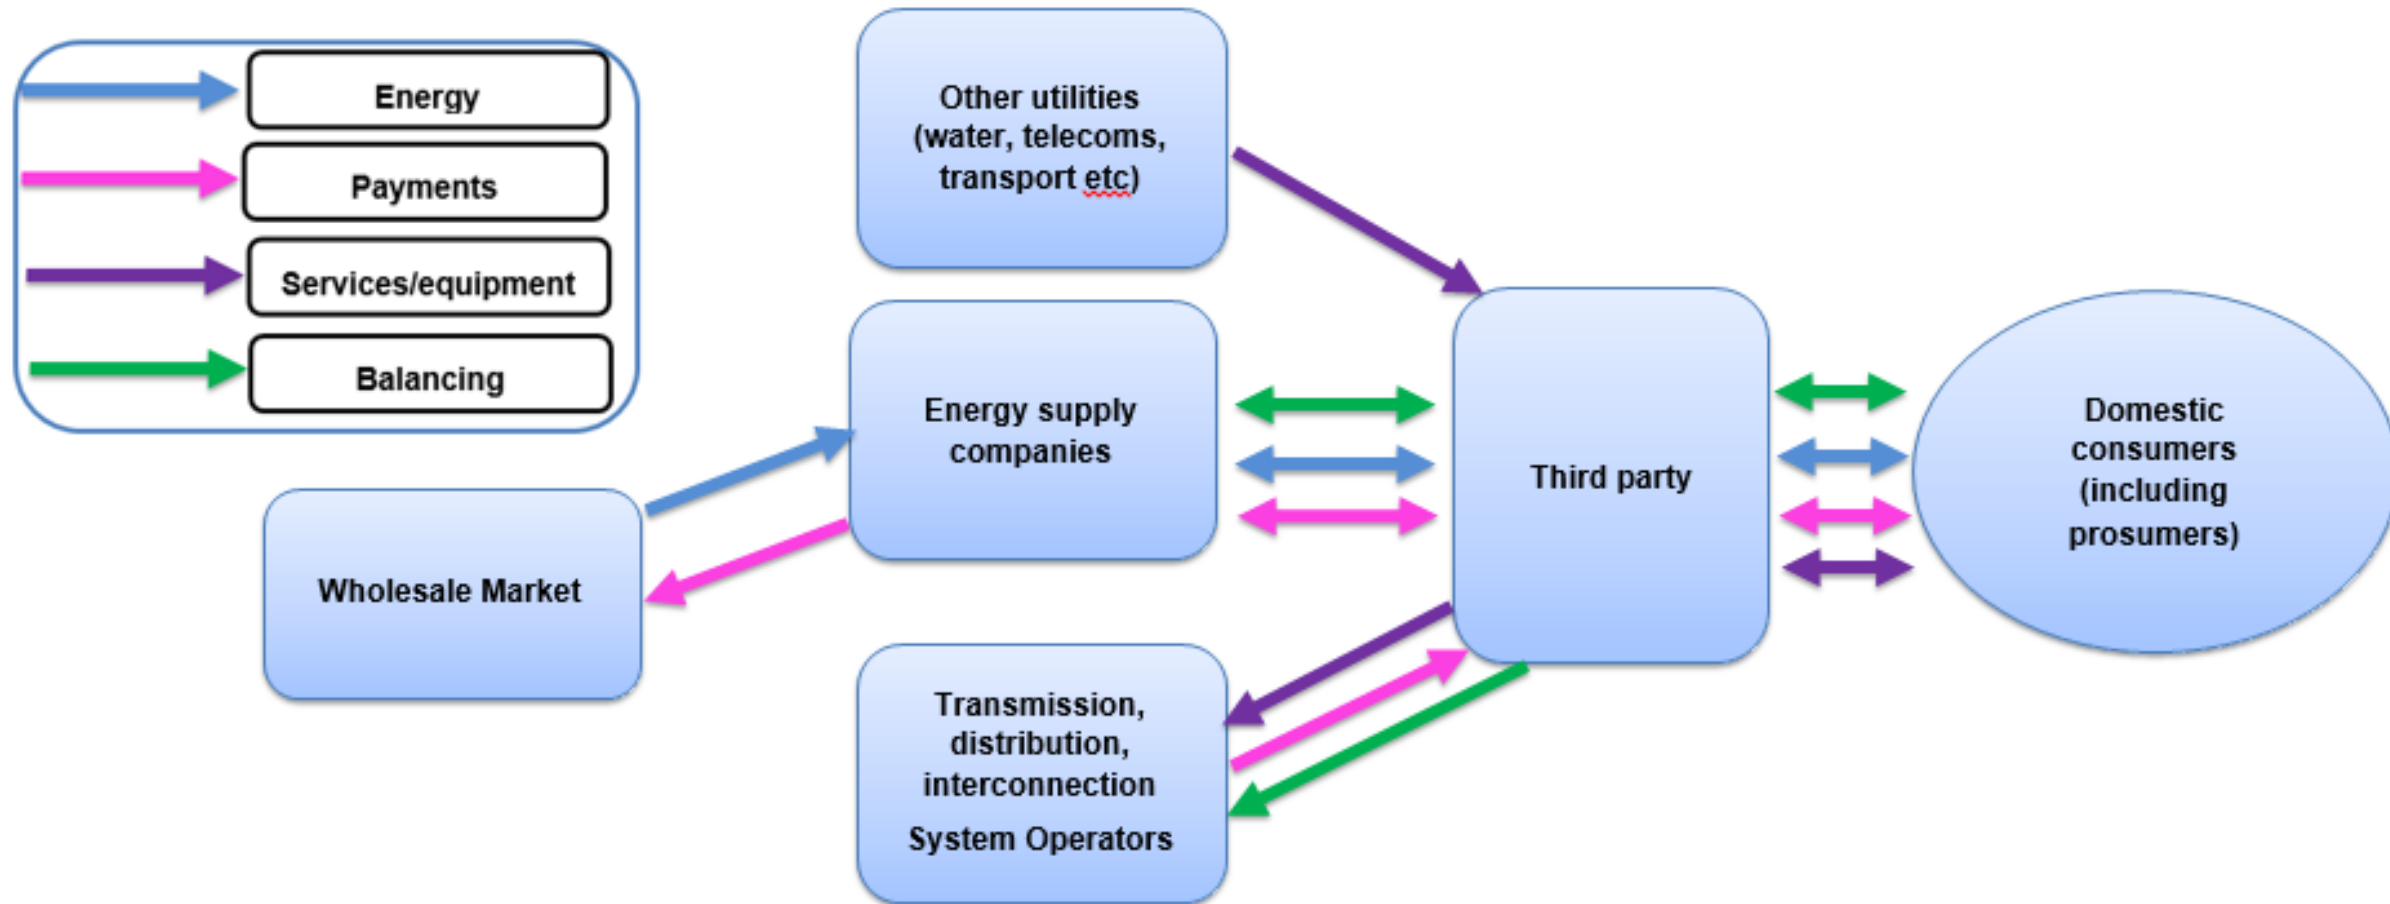 Energy
Payments
Services/equipment
Balancing
Other utilities
(water, telecoms,
transport etc)
Energy supply
companies
Wholesale Market
Third party
Domestic
consumers
(including
prosumers)
Transmission,
distribution,
interconnection
System Operators